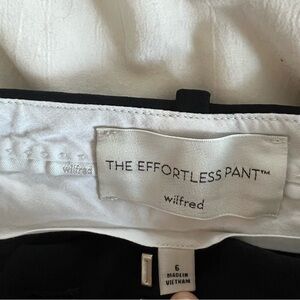 THE EFFORTLESS PANT™
wilfred
wilfred
6
MADE IN
VIETNAM